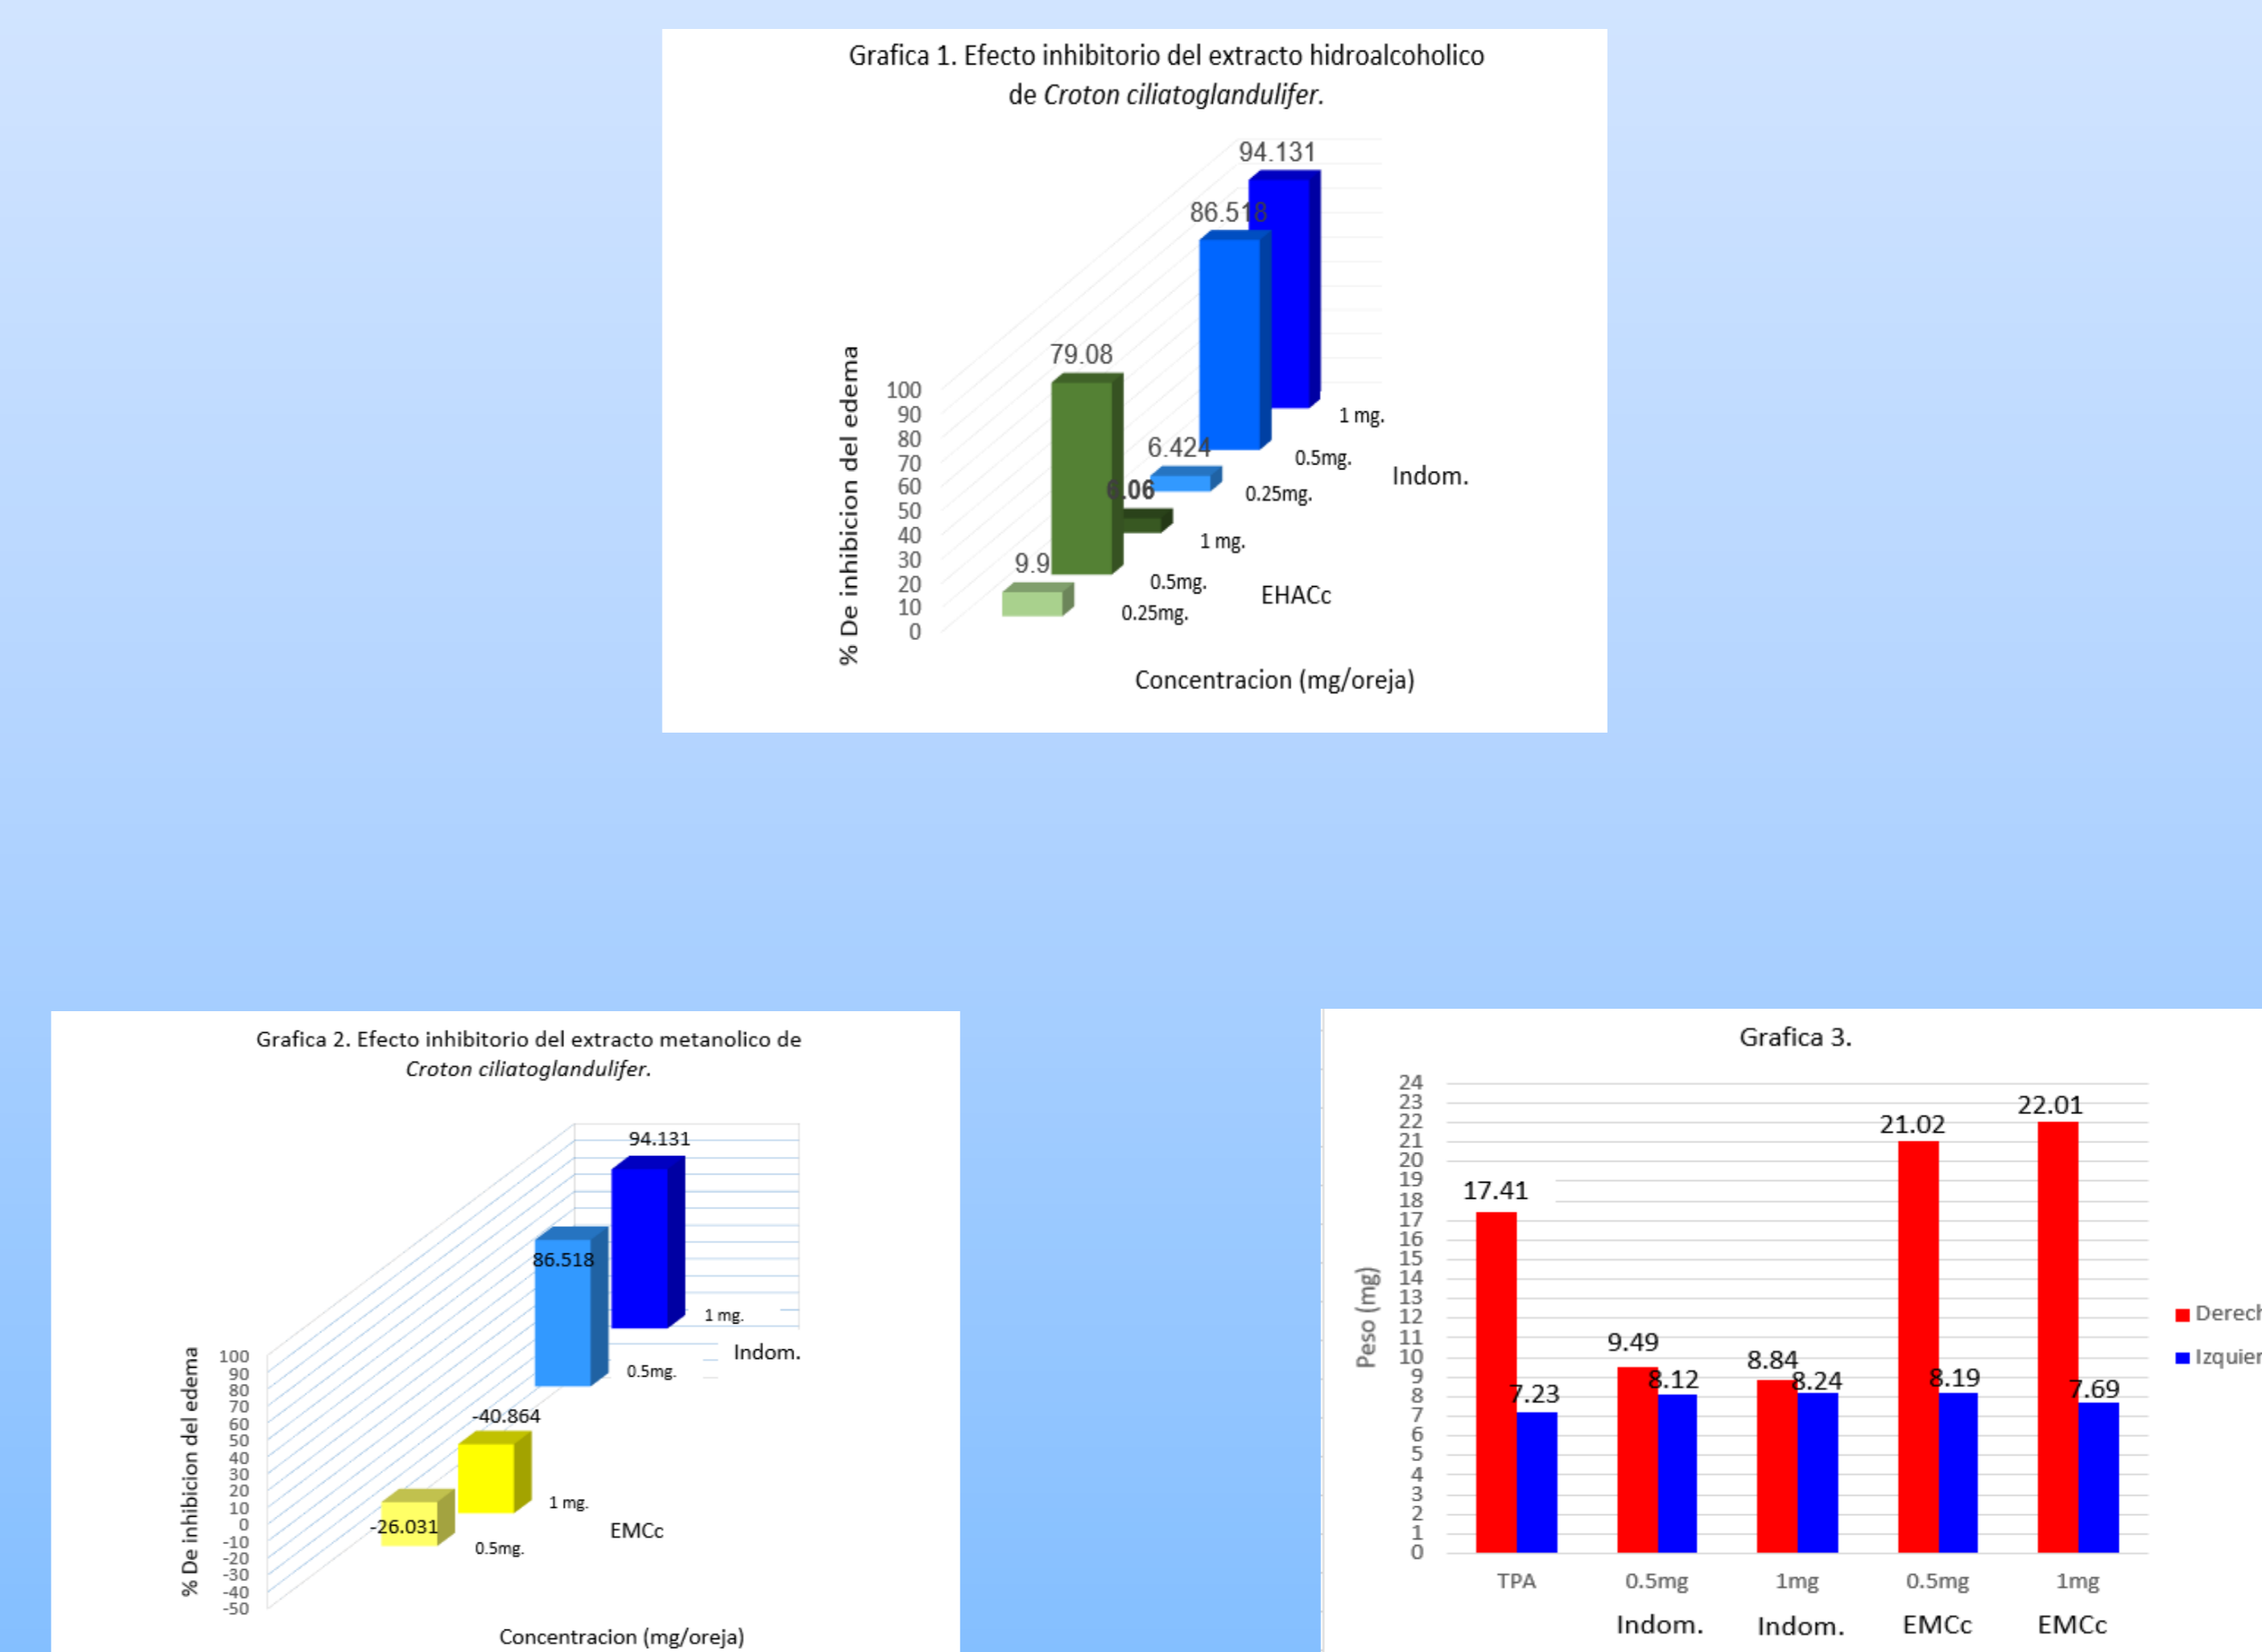 Grafica 1. Efecto inhibitorio del extracto hidroalcoholico
de Croton ciliatoglandulifer.
94.131
86.518
79.08
6.424
6.06
9.9
% De inhibicion del edema
100
90
80
70
60
50
40
30
20
10
0
1 mg.
0.5mg.
0.25mg.
Indom.
1 mg.
0.5mg.
0.25mg.
EHACc
Concentracion (mg/oreja)
Grafica 2. Efecto inhibitorio del extracto metanolico de
Croton ciliatoglandulifer.
94.131
86.518
-40.864
-26.031
% De inhibicion del edema
100
90
80
70
60
50
40
30
20
10
0
-10
-20
-30
-40
-50
1 mg.
0.5mg.
Indom.
1 mg.
0.5mg.
EMCc
Concentracion (mg/oreja)
Grafica 3.
Peso (mg)
24
23
22
21
20
19
18
17
16
15
14
13
12
11
10
9
8
7
6
5
4
3
2
1
0
17.41
7.23
9.49
8.12
8.84
8.24
21.02
8.19
22.01
7.69
Derech
Izquier
TPA 0.5mg 1mg 0.5mg 1mg
Indom. Indom. EMCc EMCc